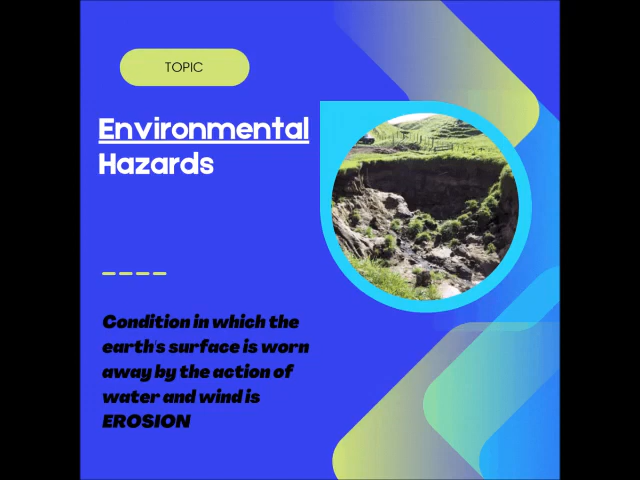 TOPIC
Environmental
Hazards
Condition in which the
earth's surface is worn
away by the action of
water and wind is
EROSION